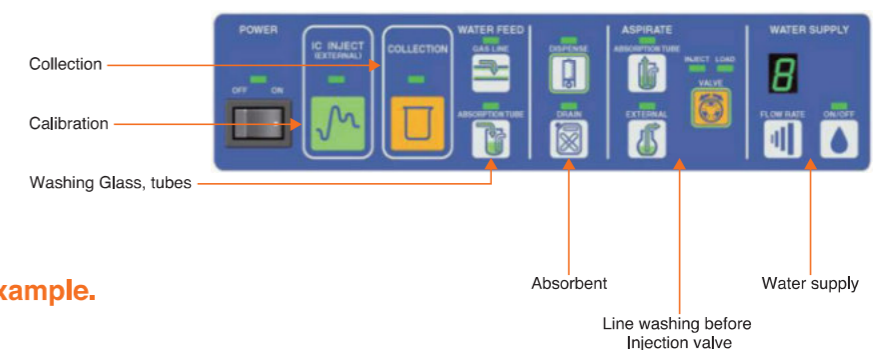 POWER
OFF ON
IC INJECT
(EXTERNAL)
COLLECTION
WATER FEED
GAS LINE
ABSORPTION TUBE
DISPENSE
DRAIN
ASPIRATE
ABSORPTION TUBE
EXTERNAL
INJECT LOAD
VALVE
WATER SUPPLY
8
FLOW RATE
ON/OFF
Collection
Calibration
Washing Glass, tubes
Absorbent
Line washing before
Injection valve
Water supply
xample.